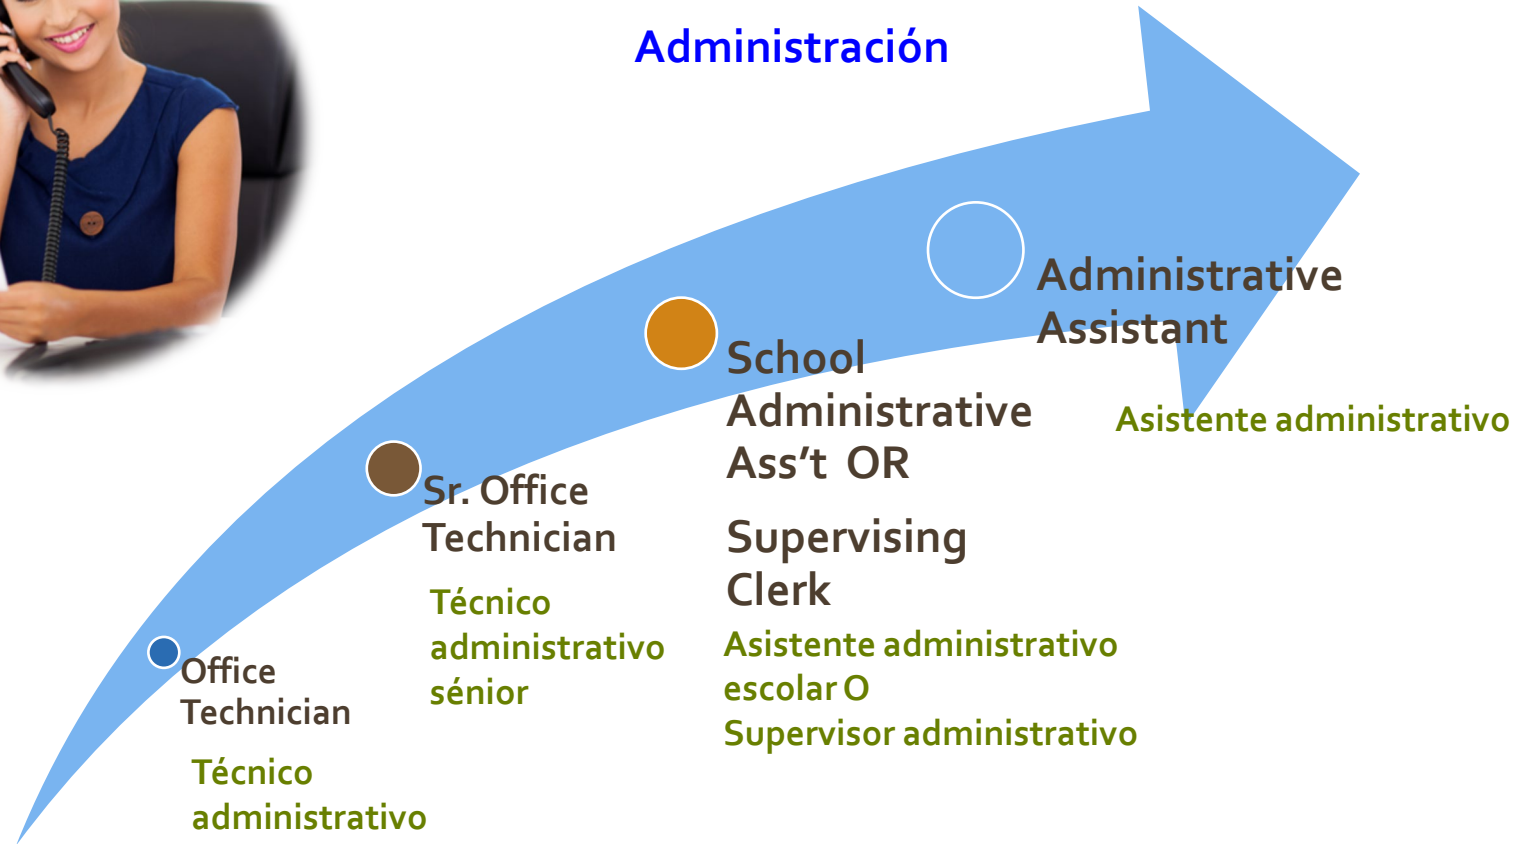 Administración
Administrative
Assistant
Asistente administrativo
School
Administrative
Ass’t  OR
Supervising
Clerk
Asistente administrativo
escolar O
Supervisor administrativo
Sr. Office
Technician
Técnico
administrativo
sénior
Office
Technician
Técnico
administrativo